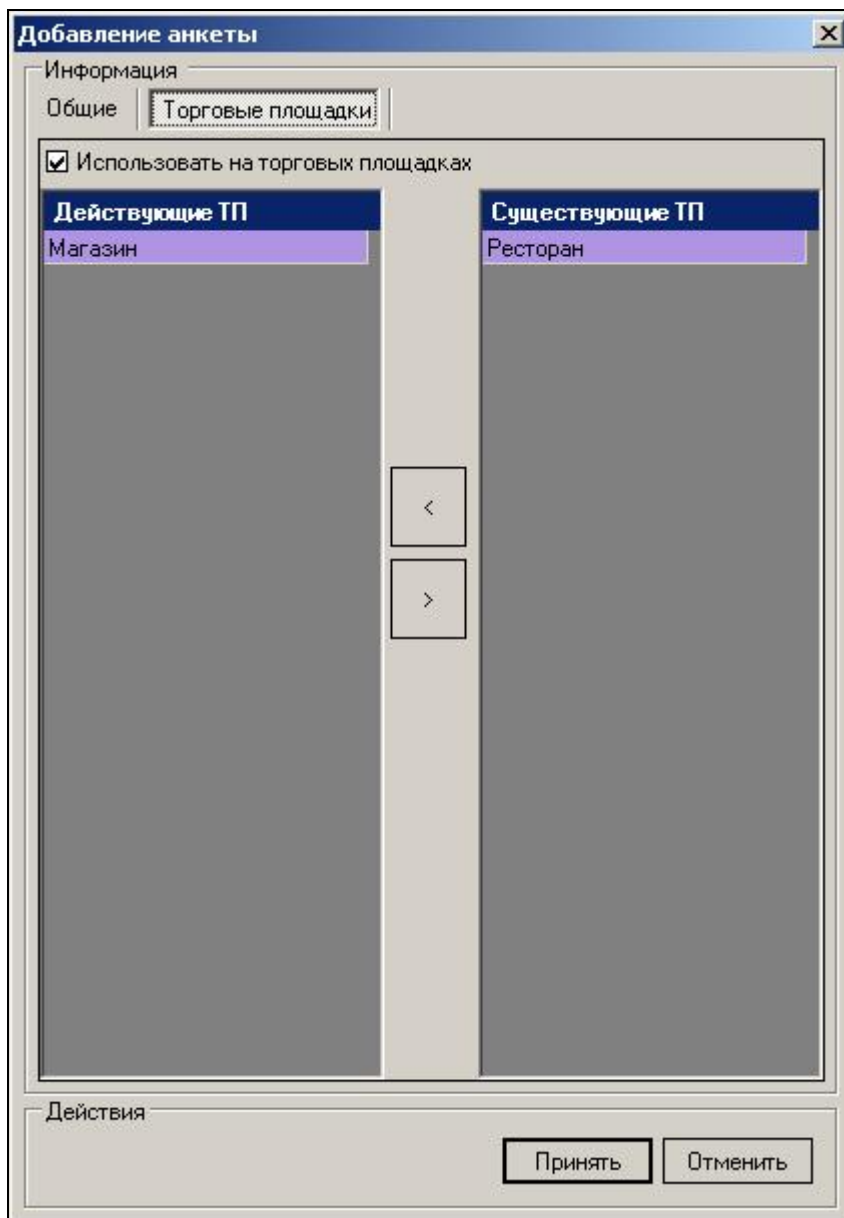 Добавление анкеты
Информация
Общие
Торговые площадки
Использовать на торговых площадках
Действующие ТП
Существующие ТП
Магазин
Ресторан
<
>
Действия
Принять
Отменить